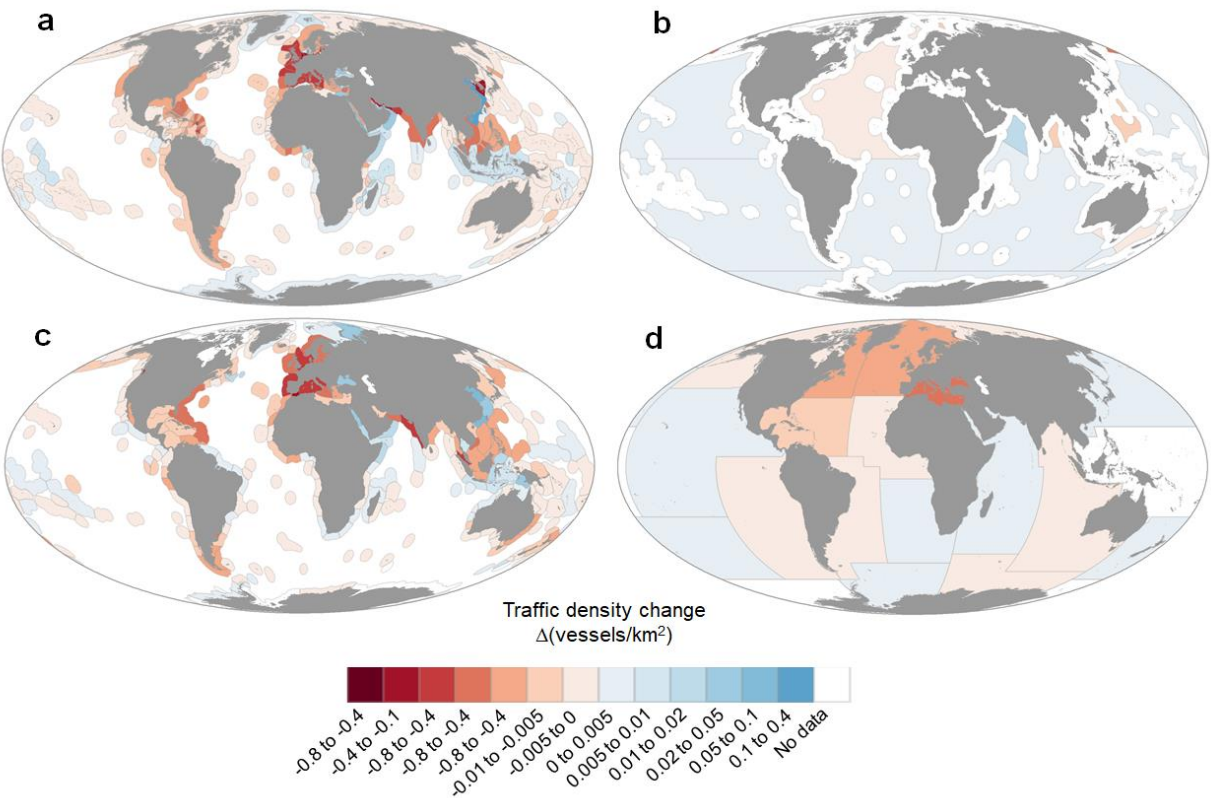 a
b
c
d
Traffic density change
Δ(vessels/km²)
-0.8 to -0.4
-0.4 to -0.1
-0.8 to -0.4
-0.8 to -0.4
-0.8 to -0.4
-0.01 to -0.005
-0.005 to 0
0 to 0.005
0.005 to 0.01
0.01 to 0.02
0.02 to 0.05
0.05 to 0.1
0.1 to 0.4
No data